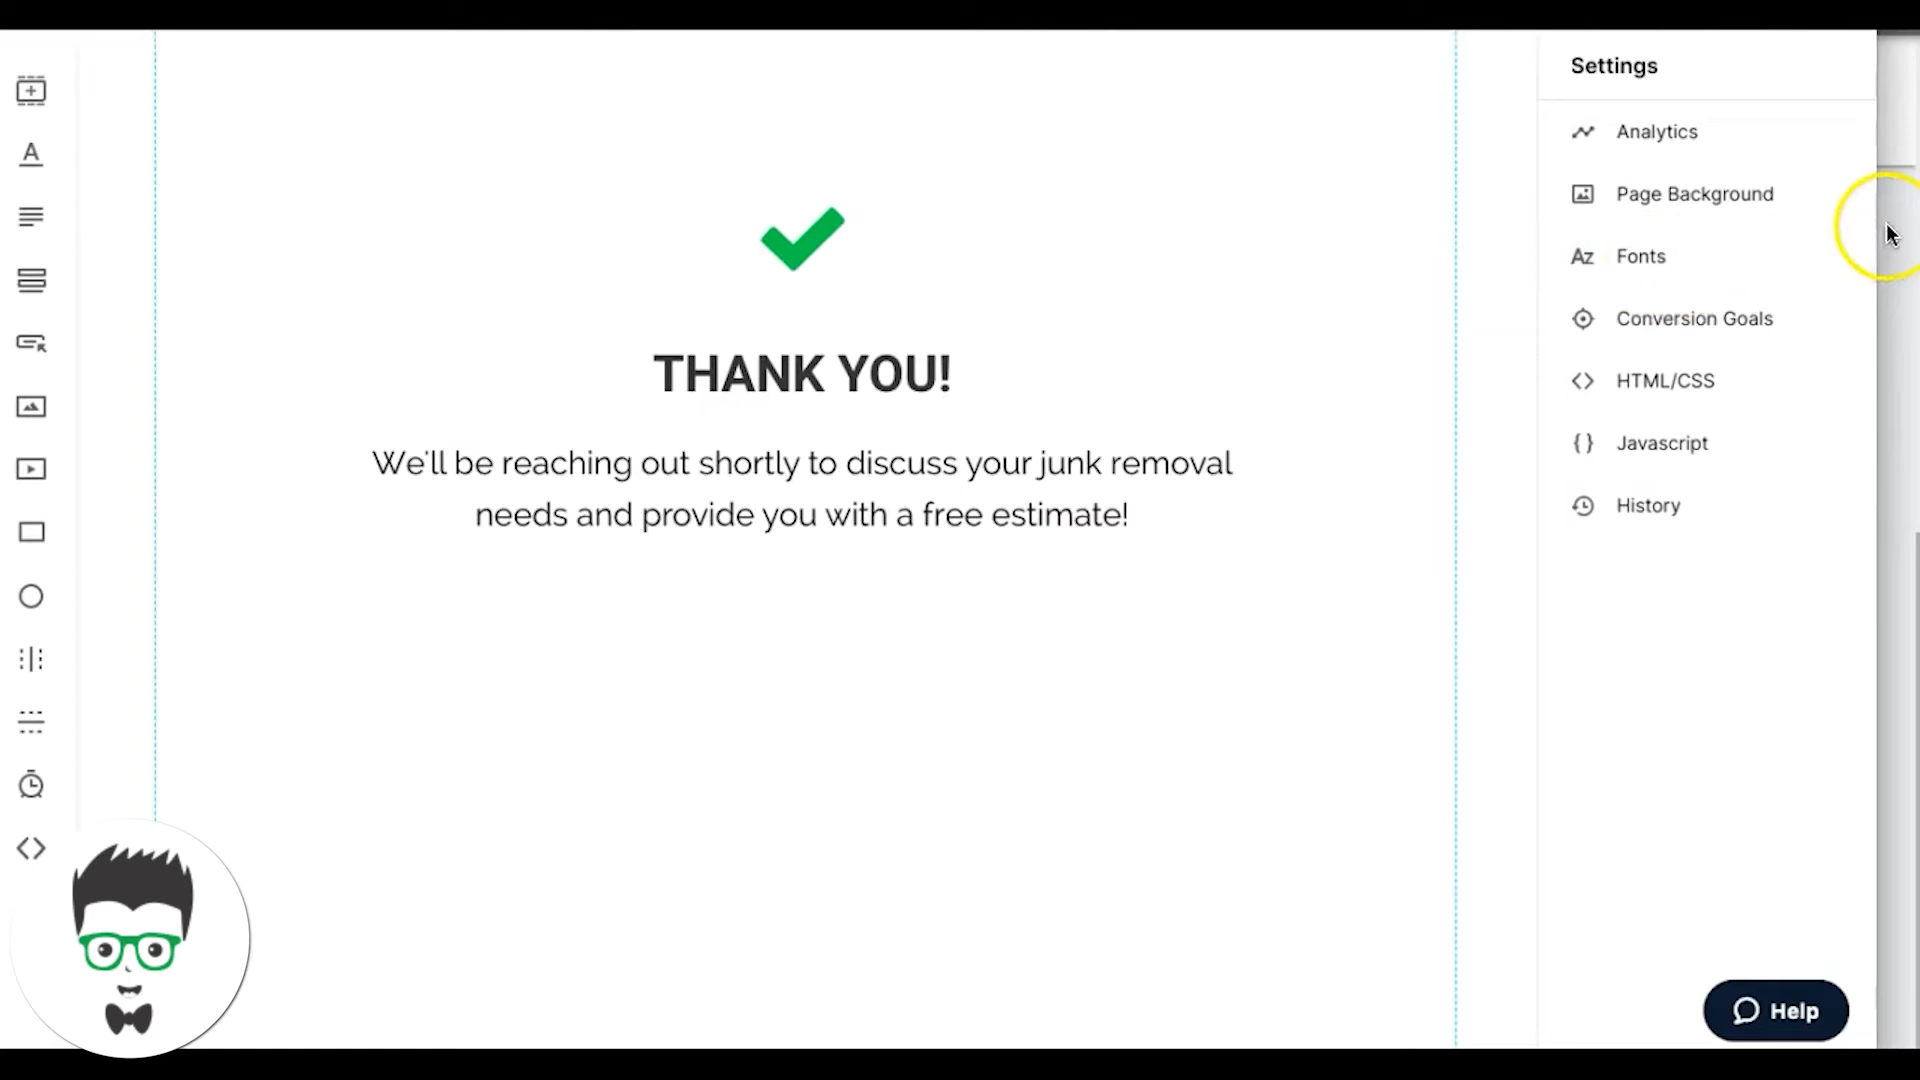 Settings
Analytics
Page Background
Fonts
Conversion Goals
HTML/CSS
Javascript
History
THANK YOU!
We'll be reaching out shortly to discuss your junk removal
needs and provide you with a free estimate!
Help